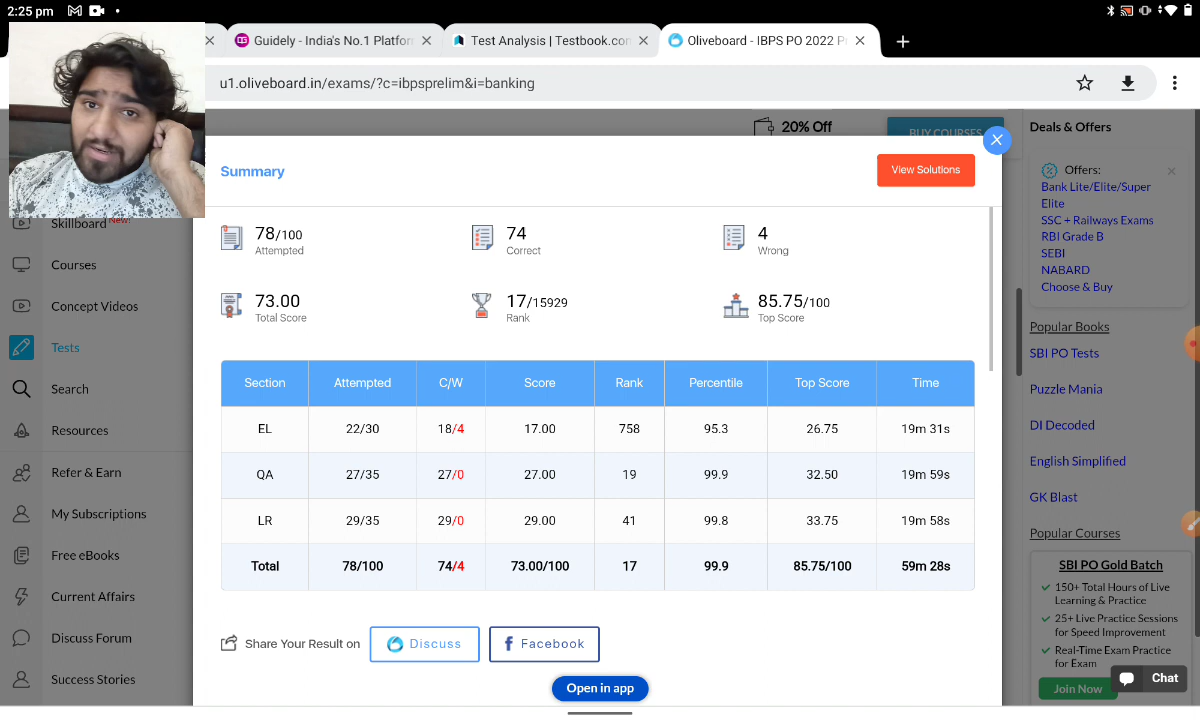 2:25 pm
Guidely - India's No.1 Platforn
Test Analysis | Testbook.con
Oliveboard - IBPS PO 2022 P
u1.oliveboard.in/exams/?c=ibpsprelim&i=banking
20% Off
BUY COURSES
Deals & Offers
Offers:
Bank Lite/Elite/Super
Elite
SSC + Railways Exams
RBI Grade B
SEBI
NABARD
Choose & Buy
Popular Books
SBI PO Tests
Puzzle Mania
DI Decoded
English Simplified
GK Blast
Popular Courses
SBI PO Gold Batch
150+ Total Hours of Live
Learning & Practice
25+ Live Practice Sessions
for Speed Improvement
Real-Time Exam Practice
for Exam
Join Now
Chat
Skillboard New!
Courses
Concept Videos
Tests
Search
Resources
Refer & Earn
My Subscriptions
Free eBooks
Current Affairs
Discuss Forum
Success Stories
Summary
View Solutions
78/100
Attempted
74
Correct
4
Wrong
73.00
Total Score
17/15929
Rank
85.75/100
Top Score
Section Attempted C/W Score Rank Percentile Top Score Time
EL 22/30 18/4 17.00 758 95.3 26.75 19m 31s
QA 27/35 27/0 27.00 19 99.9 32.50 19m 59s
LR 29/35 29/0 29.00 41 99.8 33.75 19m 58s
Total 78/100 74/4 73.00/100 17 99.9 85.75/100 59m 28s
Share Your Result on
Discuss
Facebook
Open in app